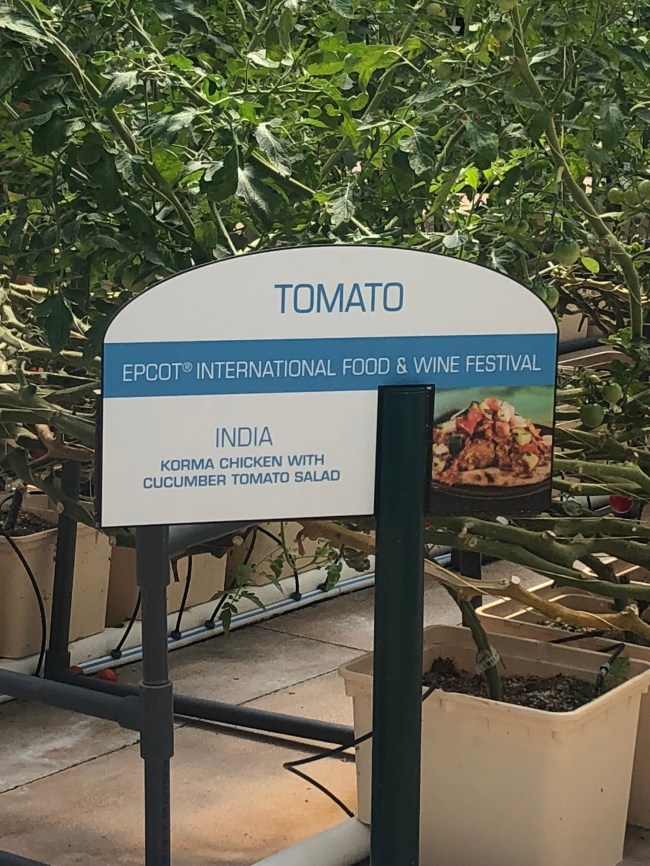 TOMATO
EPCOT® INTERNATIONAL FOOD & WINE FESTIVAL
INDIA
KORMA CHICKEN WITH
CUCUMBER TOMATO SALAD